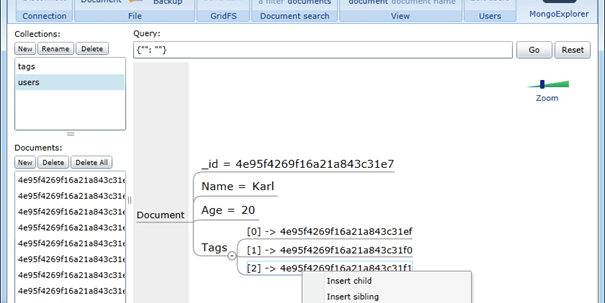 Document
Backup
a filter documents
document document name
Connection
File
GridFS
Document search
View
Users
MongoExplorer
Collections:
New Rename Delete
tags
users
Query:
{"": ""}
Go Reset
Zoom
Documents:
New Delete Delete All
4e95f4269f16a21a843c31e
4e95f4269f16a21a843c31e
4e95f4269f16a21a843c31e
4e95f4269f16a21a843c31e
4e95f4269f16a21a843c31e
4e95f4269f16a21a843c31e
4e95f4269f16a21a843c31e
4e95f4269f16a21a843c31e
Document
_id = 4e95f4269f16a21a843c31e7
Name = Karl
Age = 20
Tags
[0] -> 4e95f4269f16a21a843c31ef
[1] -> 4e95f4269f16a21a843c31f0
[2] -> 4e95f4269f16a21a843c31f1
Insert child
Insert sibling